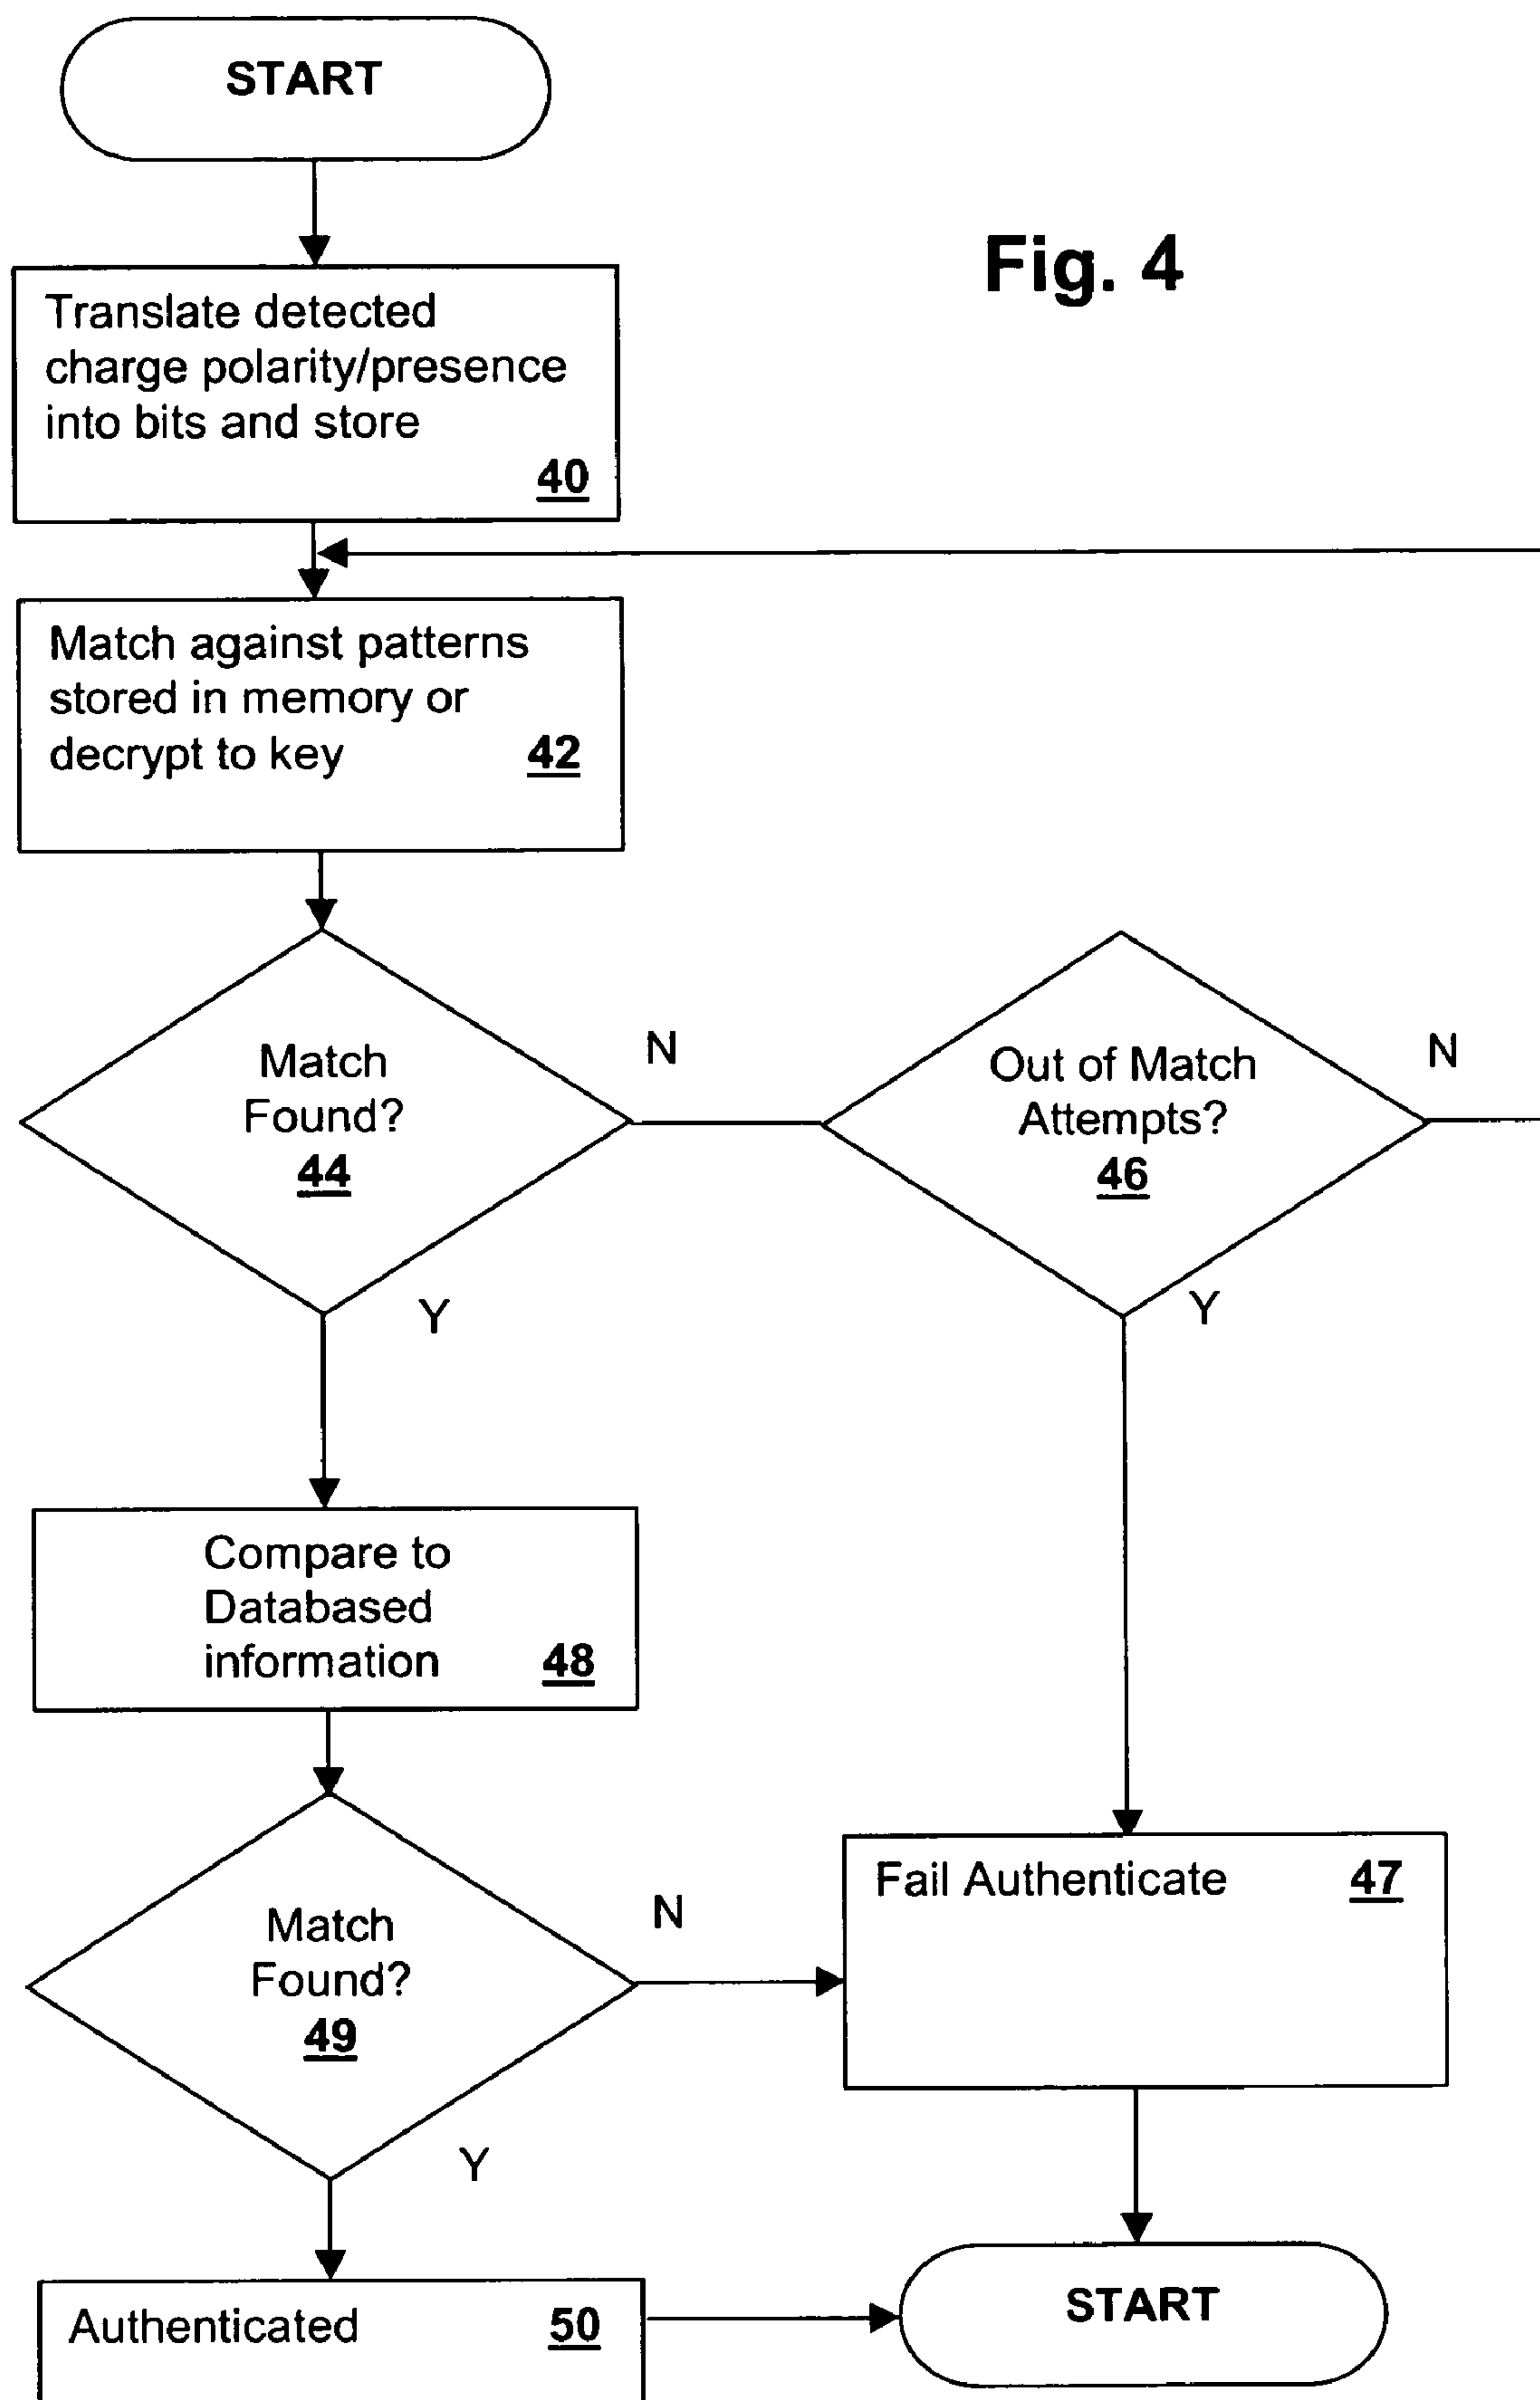 START
Fig. 4
Translate detected
charge polarity/presence
into bits and store
40
Match against patterns
stored in memory or
decrypt to key 42
Match
Found?
44
N
Y
Out of Match
Attempts?
46
N
Y
Compare to
Databased
information 48
Match
Found?
49
N
Y
Fail Authenticate 47
Authenticated 50
START